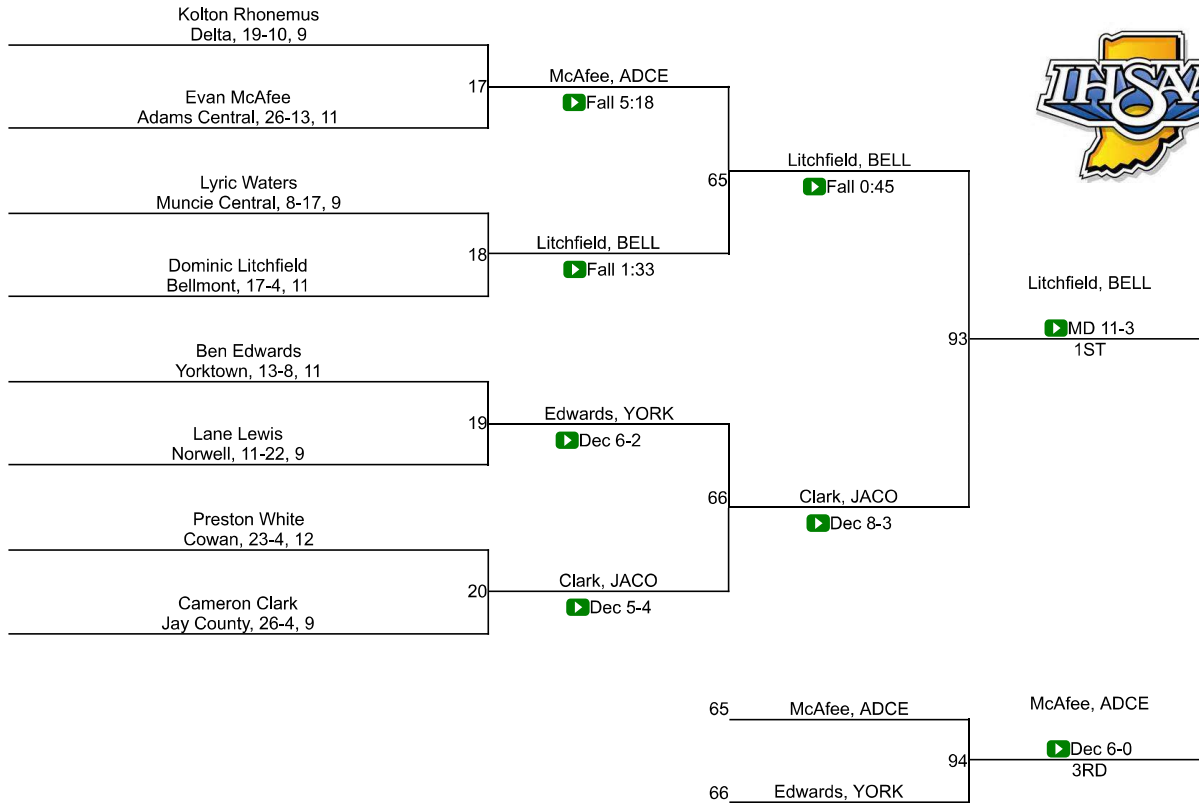 Kolton Rhonemus
Delta, 19-10, 9
17
Evan McAfee
Adams Central, 26-13, 11
McAfee, ADCE
Fall 5:18
Lyric Waters
Muncie Central, 8-17, 9
18
Dominic Litchfield
Bellmont, 17-4, 11
Litchfield, BELL
Fall 1:33
65
Litchfield, BELL
Fall 0:45
Ben Edwards
Yorktown, 13-8, 11
19
Lane Lewis
Norwell, 11-22, 9
Edwards, YORK
Dec 6-2
Preston White
Cowan, 23-4, 12
20
Cameron Clark
Jay County, 26-4, 9
Clark, JACO
Dec 5-4
66
Clark, JACO
Dec 8-3
93
Litchfield, BELL
MD 11-3
1ST
IHSAA
65
McAfee, ADCE
94
66
Edwards, YORK
McAfee, ADCE
Dec 6-0
3RD